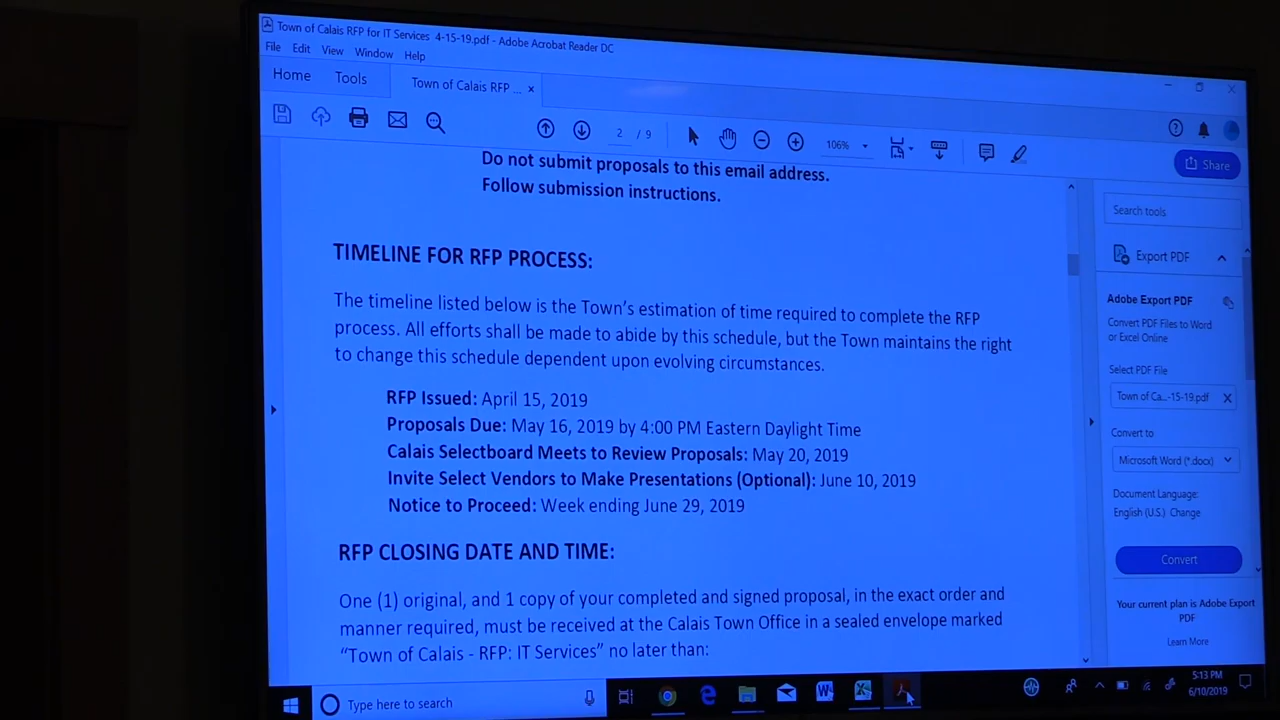 Town of Calais RFP for IT Services 4-15-19.pdf - Adobe Acrobat Reader DC
File Edit View Window Help
Home Tools Town of Calais RFP ... ×
2 / 9 106%
Share
Do not submit proposals to this email address.
Follow submission instructions.
TIMELINE FOR RFP PROCESS:
The timeline listed below is the Town's estimation of time required to complete the RFP
process. All efforts shall be made to abide by this schedule, but the Town maintains the right
to change this schedule dependent upon evolving circumstances.
RFP Issued: April 15, 2019
Proposals Due: May 16, 2019 by 4:00 PM Eastern Daylight Time
Calais Selectboard Meets to Review Proposals: May 20, 2019
Invite Select Vendors to Make Presentations (Optional): June 10, 2019
Notice to Proceed: Week ending June 29, 2019
RFP CLOSING DATE AND TIME:
One (1) original, and 1 copy of your completed and signed proposal, in the exact order and
manner required, must be received at the Calais Town Office in a sealed envelope marked
"Town of Calais - RFP: IT Services" no later than:
Search tools
Export PDF
Adobe Export PDF
Convert PDF Files to Word
or Excel Online
Select PDF File
Town of Ca...-15-19.pdf ×
Convert to
Microsoft Word (*.docx)
Document Language:
English (U.S.) Change
Convert
Your current plan is Adobe Export
PDF
Learn More
Type here to search
5:13 PM
6/10/2019